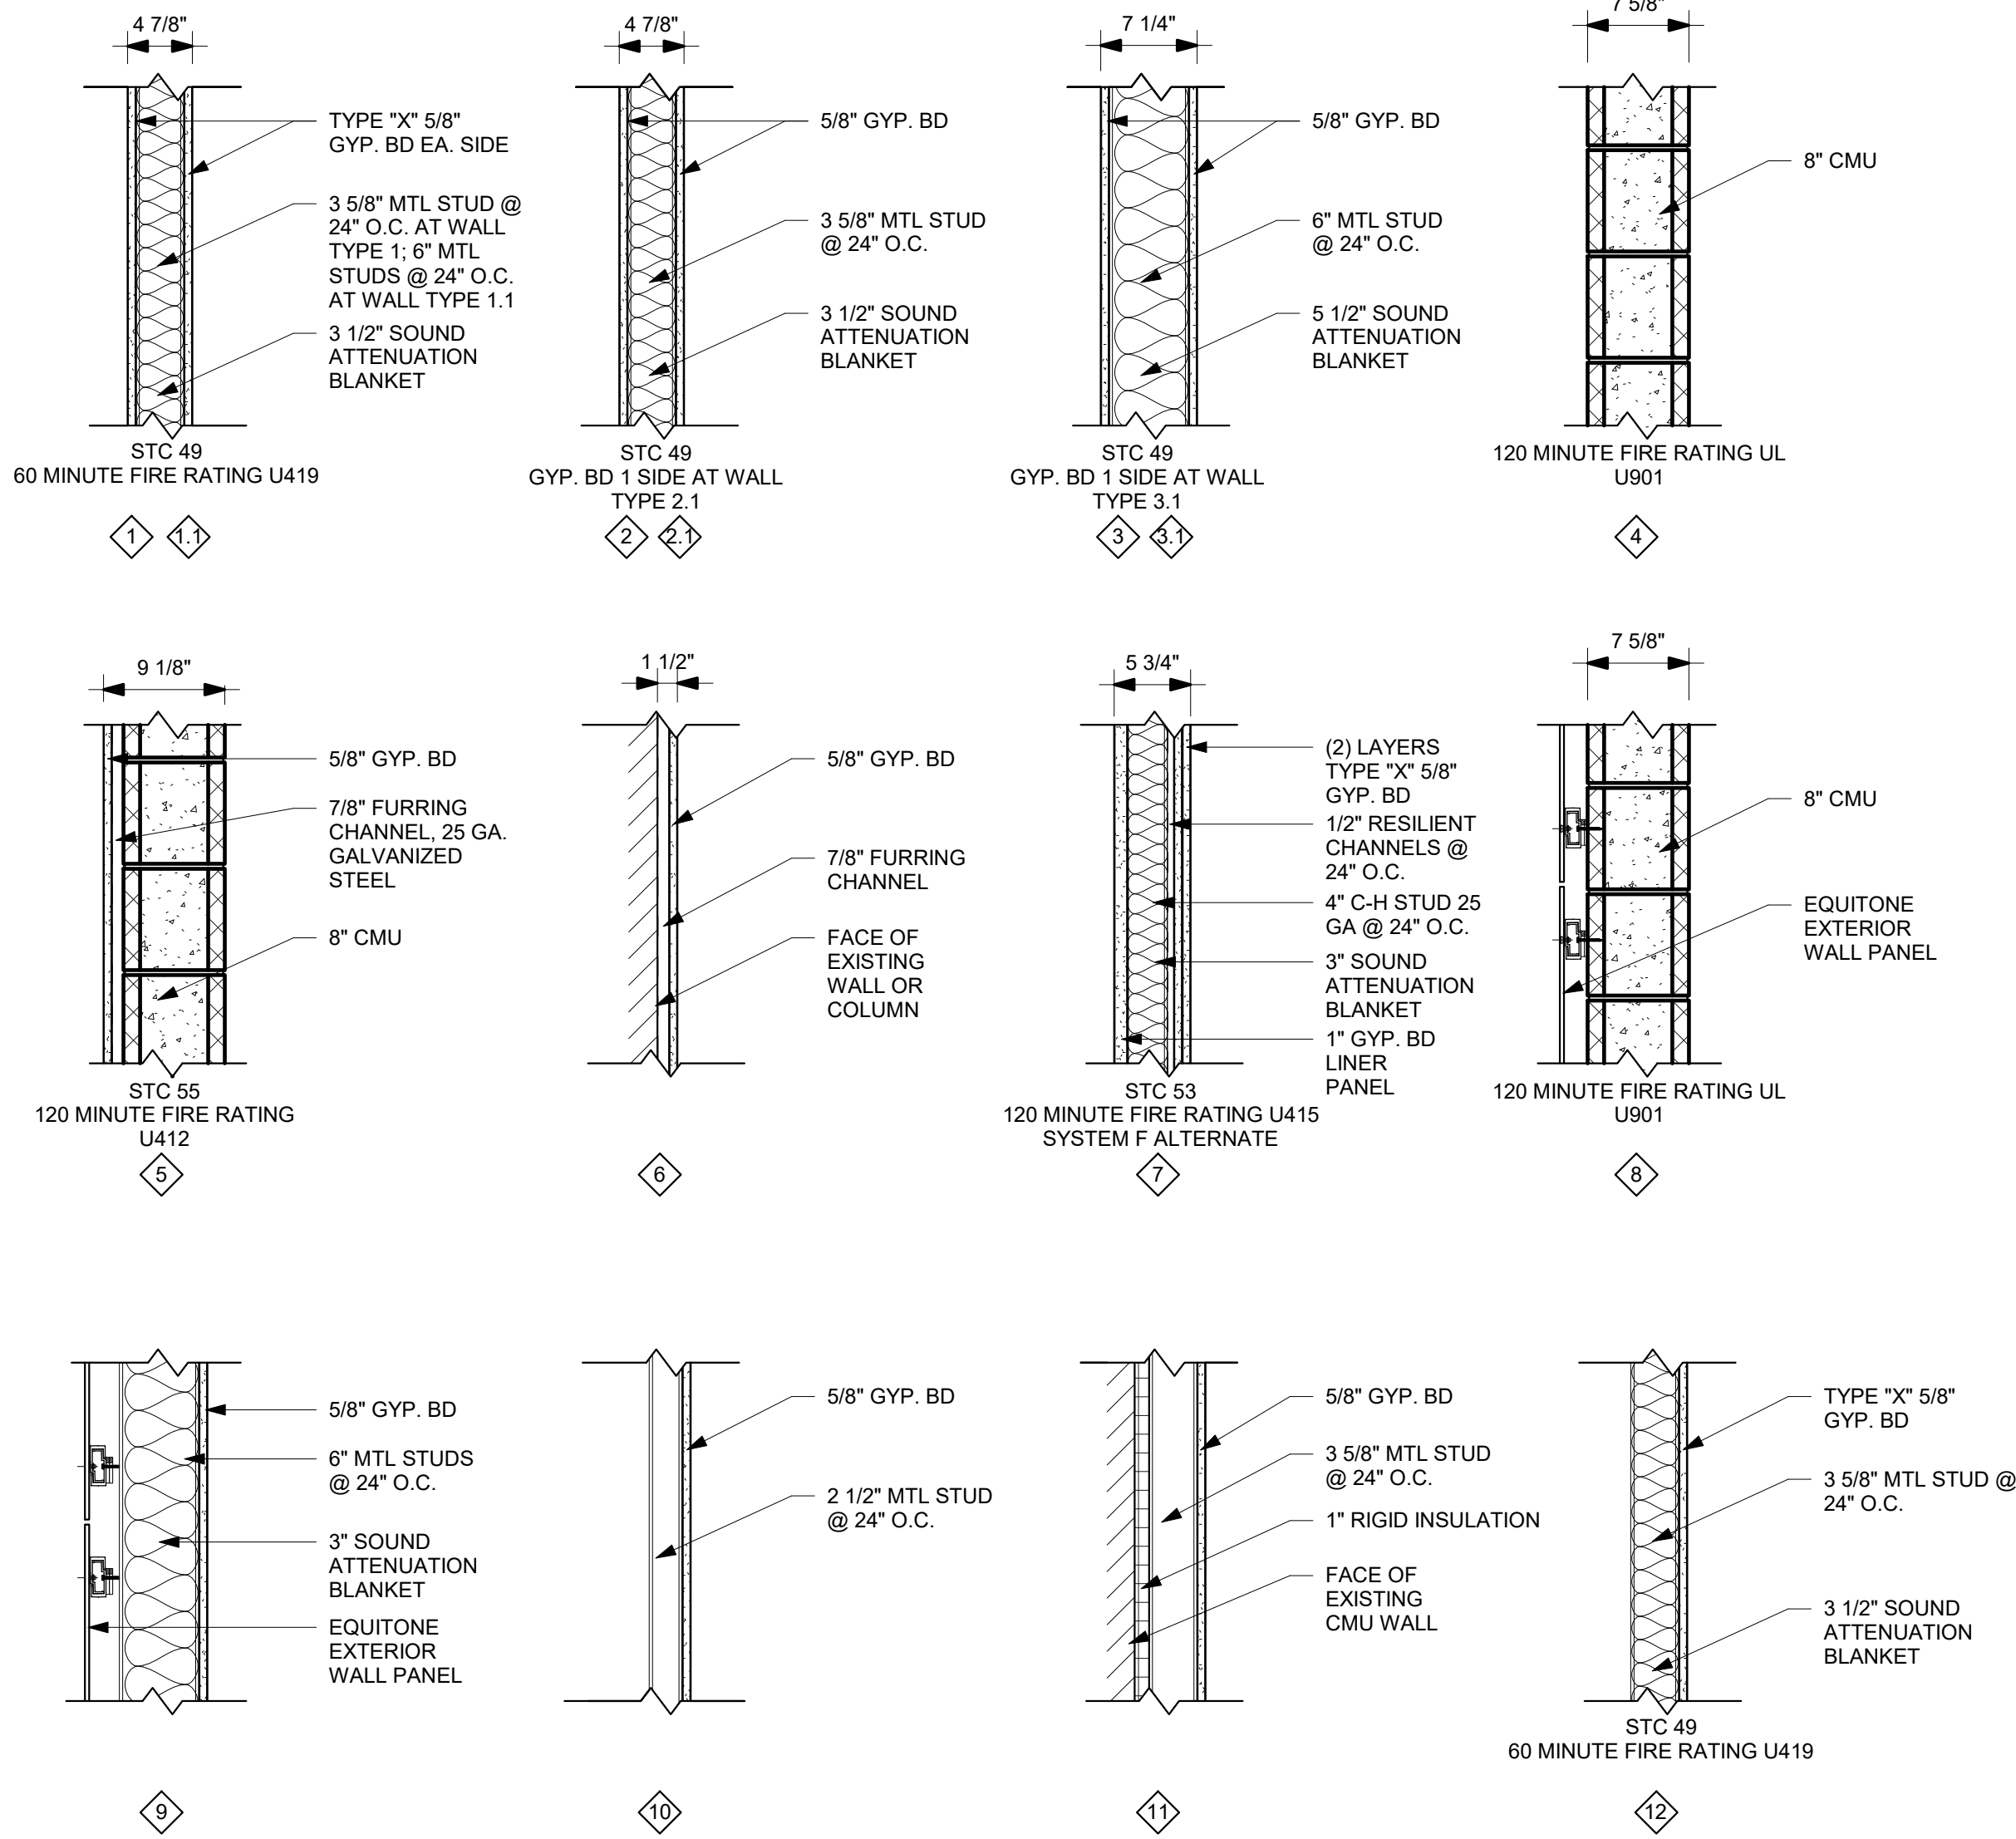 4 7/8"
TYPE "X" 5/8"
GYP. BD EA. SIDE
3 5/8" MTL STUD @
24" O.C. AT WALL
TYPE 1; 6" MTL
STUDS @ 24" O.C.
AT WALL TYPE 1.1
3 1/2" SOUND
ATTENUATION
BLANKET
STC 49
60 MINUTE FIRE RATING U419
1
1.1
4 7/8"
5/8" GYP. BD
3 5/8" MTL STUD
@ 24" O.C.
3 1/2" SOUND
ATTENUATION
BLANKET
STC 49
GYP. BD 1 SIDE AT WALL
TYPE 2.1
2
2.1
7 1/4"
5/8" GYP. BD
6" MTL STUD
@ 24" O.C.
5 1/2" SOUND
ATTENUATION
BLANKET
STC 49
GYP. BD 1 SIDE AT WALL
TYPE 3.1
3
3.1
7 5/8"
8" CMU
120 MINUTE FIRE RATING UL
U901
4
9 1/8"
5/8" GYP. BD
7/8" FURRING
CHANNEL, 25 GA.
GALVANIZED
STEEL
8" CMU
STC 55
120 MINUTE FIRE RATING
U412
5
1 1/2"
5/8" GYP. BD
7/8" FURRING
CHANNEL
FACE OF
EXISTING
WALL OR
COLUMN
6
5 3/4"
(2) LAYERS
TYPE "X" 5/8"
GYP. BD
1/2" RESILIENT
CHANNELS @
24" O.C.
4" C-H STUD 25
GA @ 24" O.C.
3" SOUND
ATTENUATION
BLANKET
1" GYP. BD
LINER
PANEL
STC 53
120 MINUTE FIRE RATING U415
SYSTEM F ALTERNATE
7
7 5/8"
8" CMU
EQUITONE
EXTERIOR
WALL PANEL
120 MINUTE FIRE RATING UL
U901
8
5/8" GYP. BD
6" MTL STUDS
@ 24" O.C.
3" SOUND
ATTENUATION
BLANKET
EQUITONE
EXTERIOR
WALL PANEL
9
5/8" GYP. BD
2 1/2" MTL STUD
@ 24" O.C.
10
5/8" GYP. BD
3 5/8" MTL STUD
@ 24" O.C.
1" RIGID INSULATION
FACE OF
EXISTING
CMU WALL
11
TYPE "X" 5/8"
GYP. BD
3 5/8" MTL STUD @
24" O.C.
3 1/2" SOUND
ATTENUATION
BLANKET
STC 49
60 MINUTE FIRE RATING U419
12